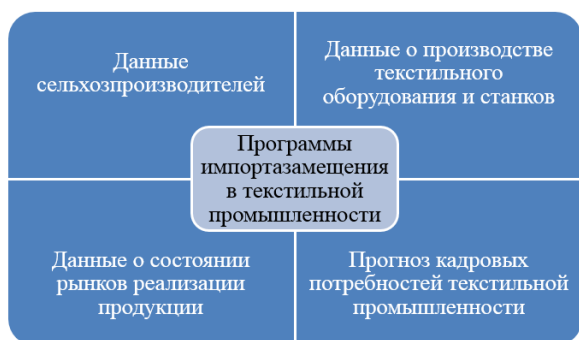 Данные
сельхозпроизводителей
Данные о производстве
текстильного
оборудования и станков
Программы
импортазамещения
в текстильной
промышленности
Данные о состоянии
рынков реализации
продукции
Прогноз кадровых
потребностей текстильной
промышленности